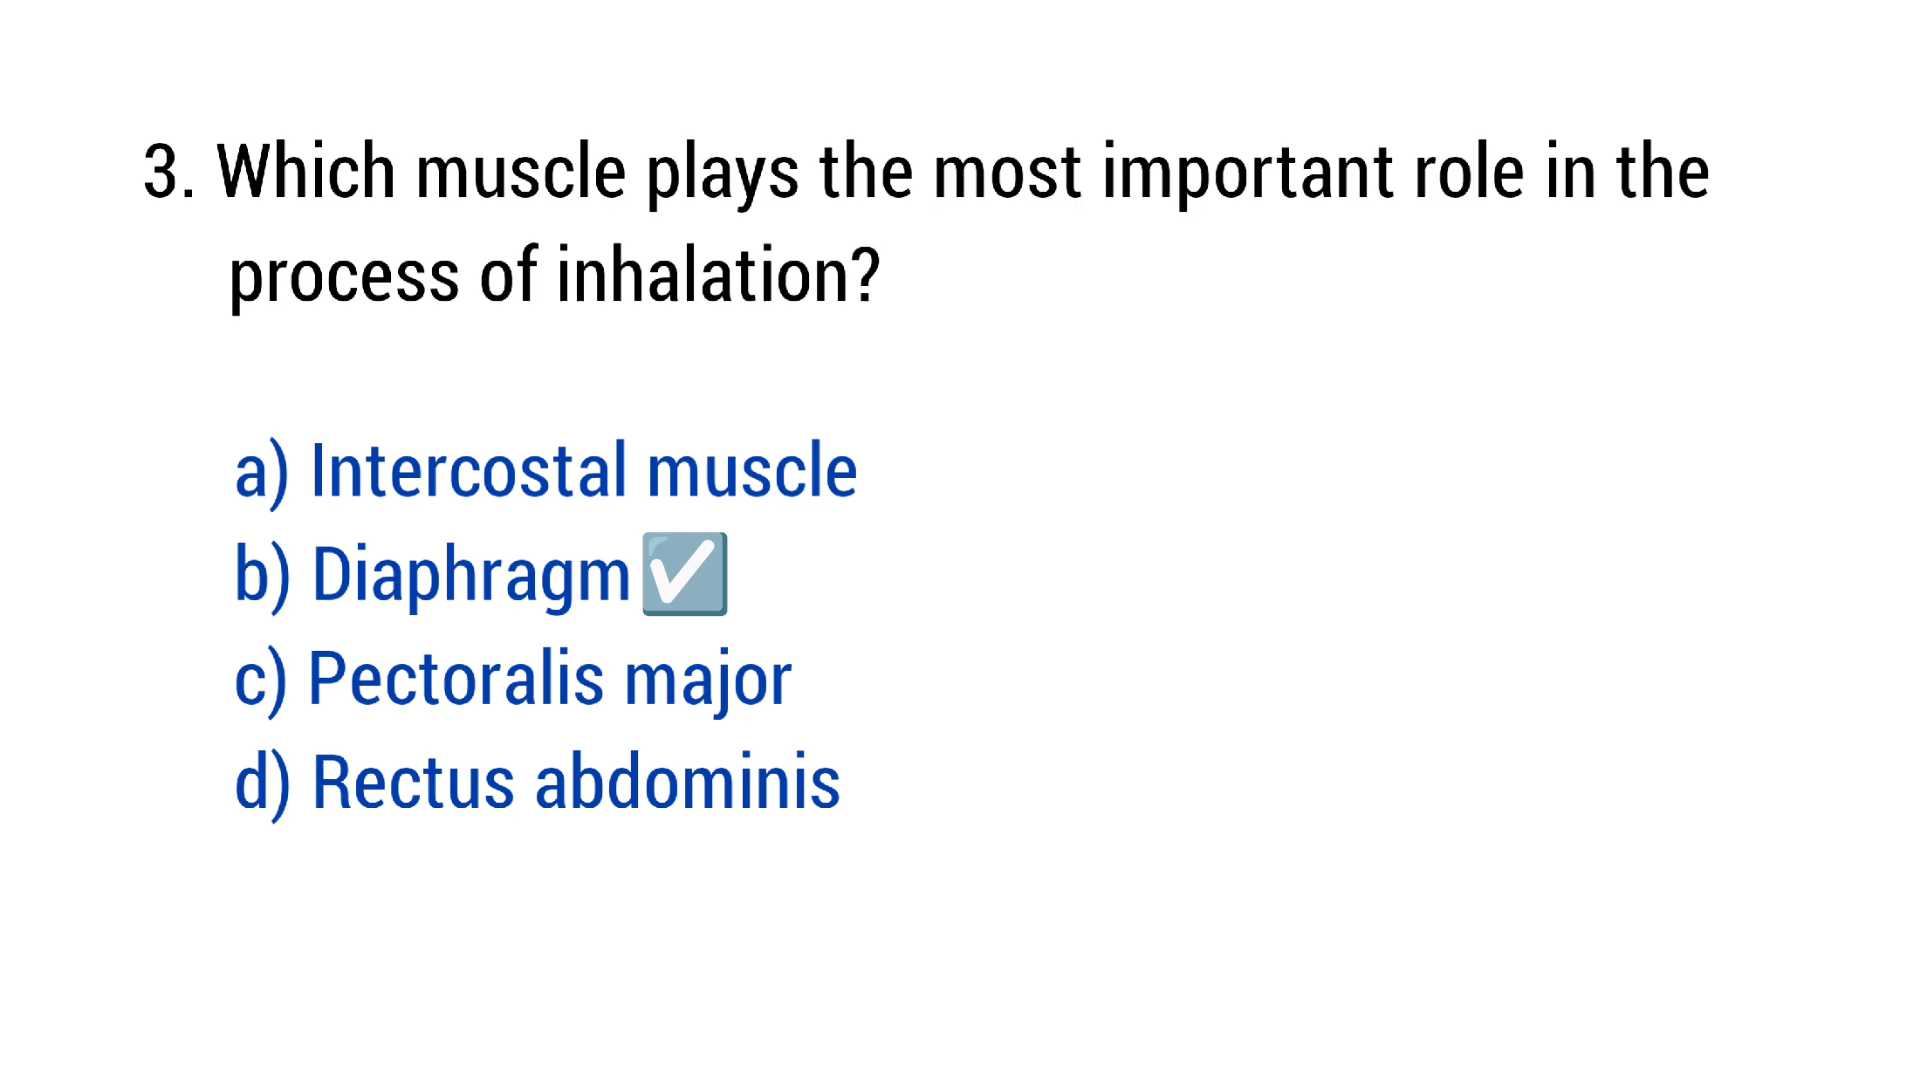 3. Which muscle plays the most important role in the
process of inhalation?
a) Intercostal muscle
b) Diaphragm ☑️
c) Pectoralis major
d) Rectus abdominis